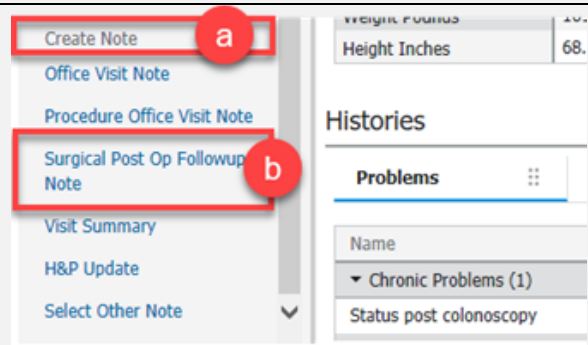 Create Note
a
Office Visit Note
Procedure Office Visit Note
Surgical Post Op Followup
Note
b
Visit Summary
H&P Update
Select Other Note
Weight Pounds
Height Inches
68.
Histories
Problems
Name
Chronic Problems (1)
Status post colonoscopy